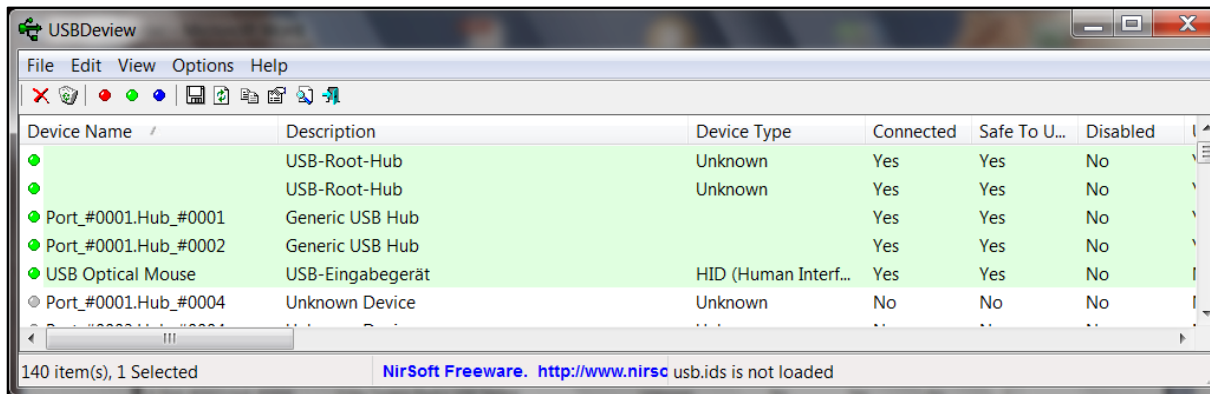 USBDeview
File Edit View Options Help
Device Name Description Device Type Connected Safe To U... Disabled
USB-Root-Hub Unknown Yes Yes No
USB-Root-Hub Unknown Yes Yes No
Port_#0001.Hub_#0001 Generic USB Hub Yes Yes No
Port_#0001.Hub_#0002 Generic USB Hub Yes Yes No
USB Optical Mouse USB-Eingabegerät HID (Human Interf... Yes Yes No
Port_#0001.Hub_#0004 Unknown Device Unknown No No No
140 item(s), 1 Selected NirSoft Freeware. http://www.nirsc usb.ids is not loaded